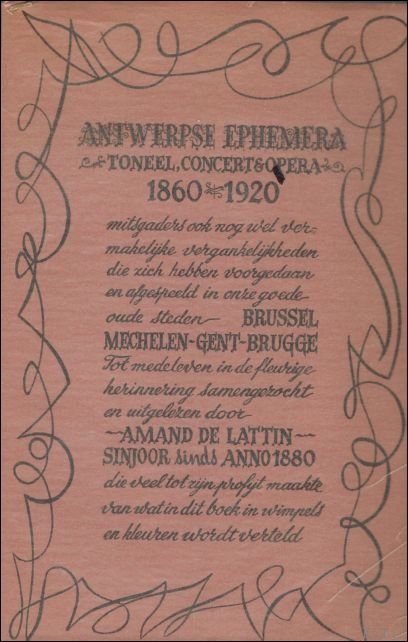 ANTWERPSE EPHEMERA
TONEEL, CONCERT & OPERA
1860 1920
mitsgaders ook nog wel ver-
makelijke vergankelijkheden
die zich hebben voorgedaan
en afgespeeld in onze goede
oude steden — BRUSSEL
MECHELEN-GENT-BRUGGE
Tot medeleven in de fleurige
herinnering samengezocht
en uitgelezen door
—AMAND DE LATTIN—
SINJOOR sinds ANNO 1880
die veel tot zijn profijt maakte
van wat in dit boek in wimpels
en kleuren wordt verteld